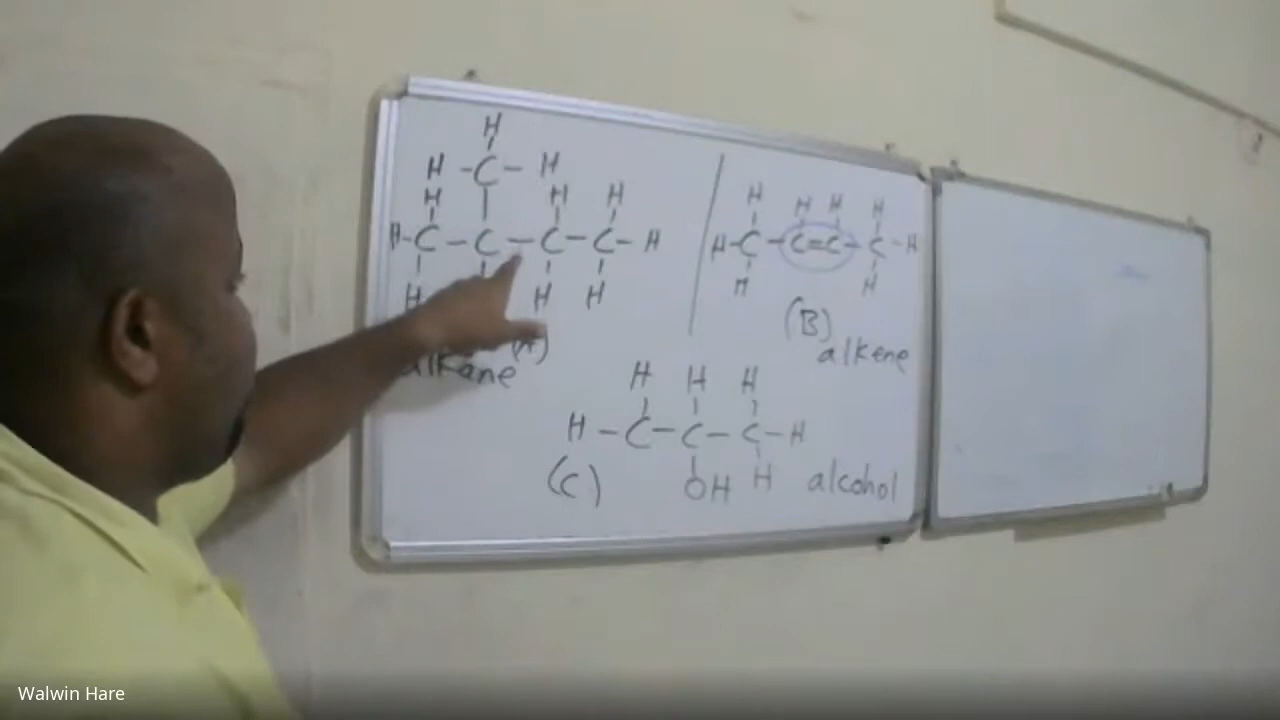 H
H - C - H
H H H
H - C - C - C - C - H
H H H
(A)
alkane
H H H H
H - C - C = C - C - H
H H
(B)
alkene
H H H
H - C - C - C - H
OH H
(C) alcohol
Walwin Hare